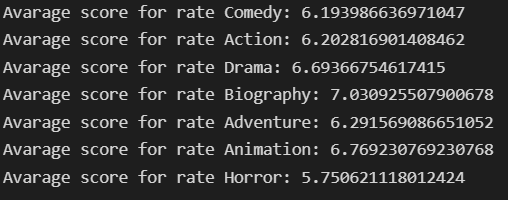 Avarage score for rate Comedy: 6.193986636971047
Avarage score for rate Action: 6.202816901408462
Avarage score for rate Drama: 6.69366754617415
Avarage score for rate Biography: 7.030925507900678
Avarage score for rate Adventure: 6.291569086651052
Avarage score for rate Animation: 6.769230769230768
Avarage score for rate Horror: 5.750621118012424